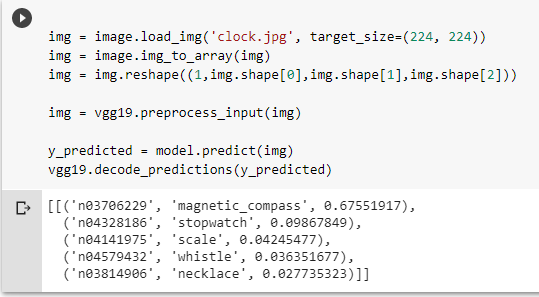 img = image.load_img('clock.jpg', target_size=(224, 224))
img = image.img_to_array(img)
img = img.reshape((1,img.shape[0],img.shape[1],img.shape[2]))
img = vgg19.preprocess_input(img)
y_predicted = model.predict(img)
vgg19.decode_predictions(y_predicted)
[[('n03706229', 'magnetic_compass', 0.67551917),
('n04328186', 'stopwatch', 0.09867849),
('n04141975', 'scale', 0.04245477),
('n04579432', 'whistle', 0.036351677),
('n03814906', 'necklace', 0.027735323)]]